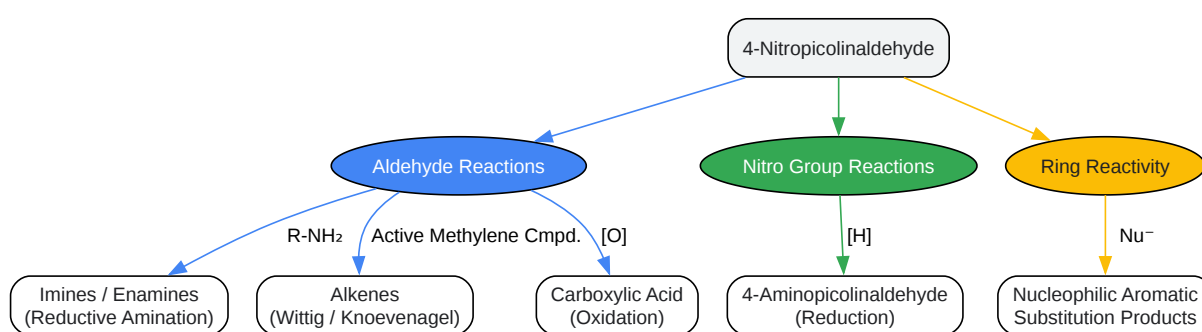 4-Nitropicolinaldehyde
Aldehyde Reactions
Nitro Group Reactions
Ring Reactivity
R-NH₂
Active Methylene Cmpd.
[O]
[H]
Nu⁻
Imines / Enamines
(Reductive Amination)
Alkenes
(Wittig / Knoevenagel)
Carboxylic Acid
(Oxidation)
4-Aminopicolinaldehyde
(Reduction)
Nucleophilic Aromatic
Substitution Products